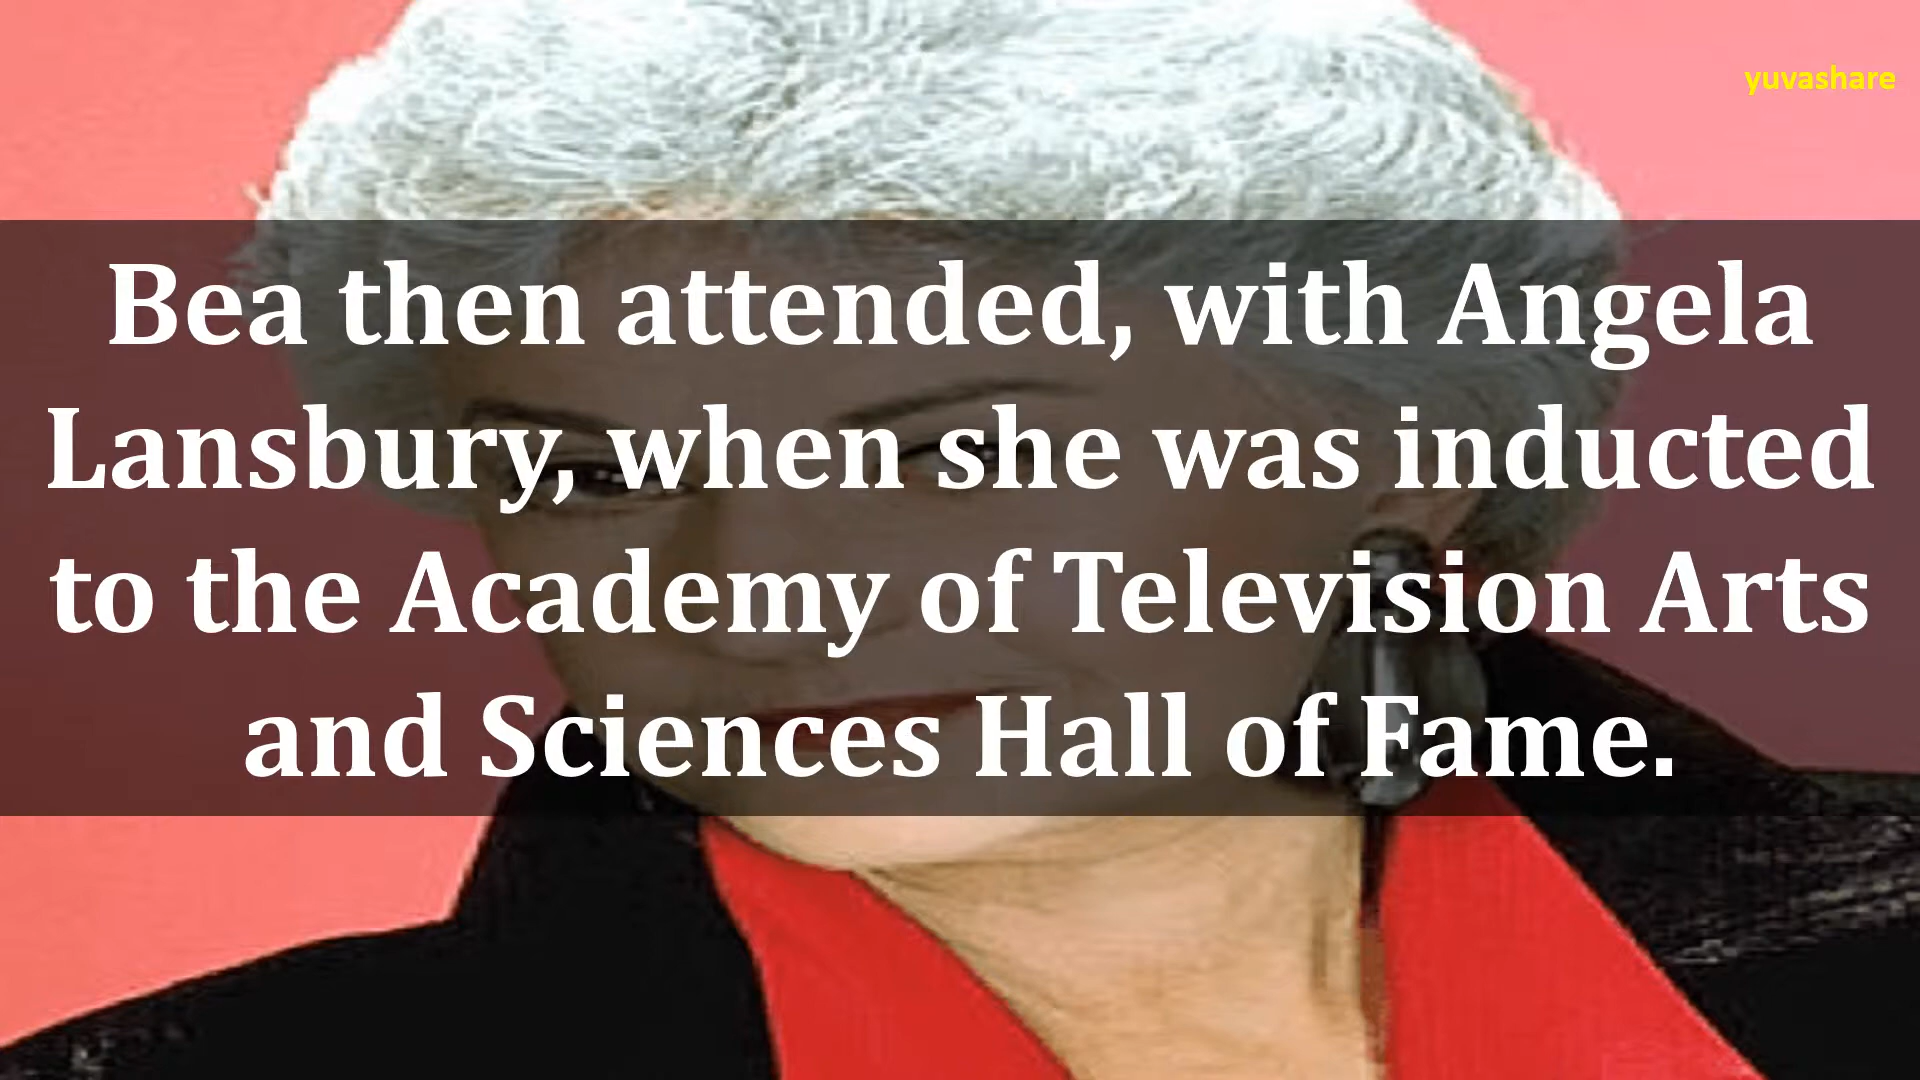 yuvashare
Bea then attended, with Angela
Lansbury, when she was inducted
to the Academy of Television Arts
and Sciences Hall of Fame.